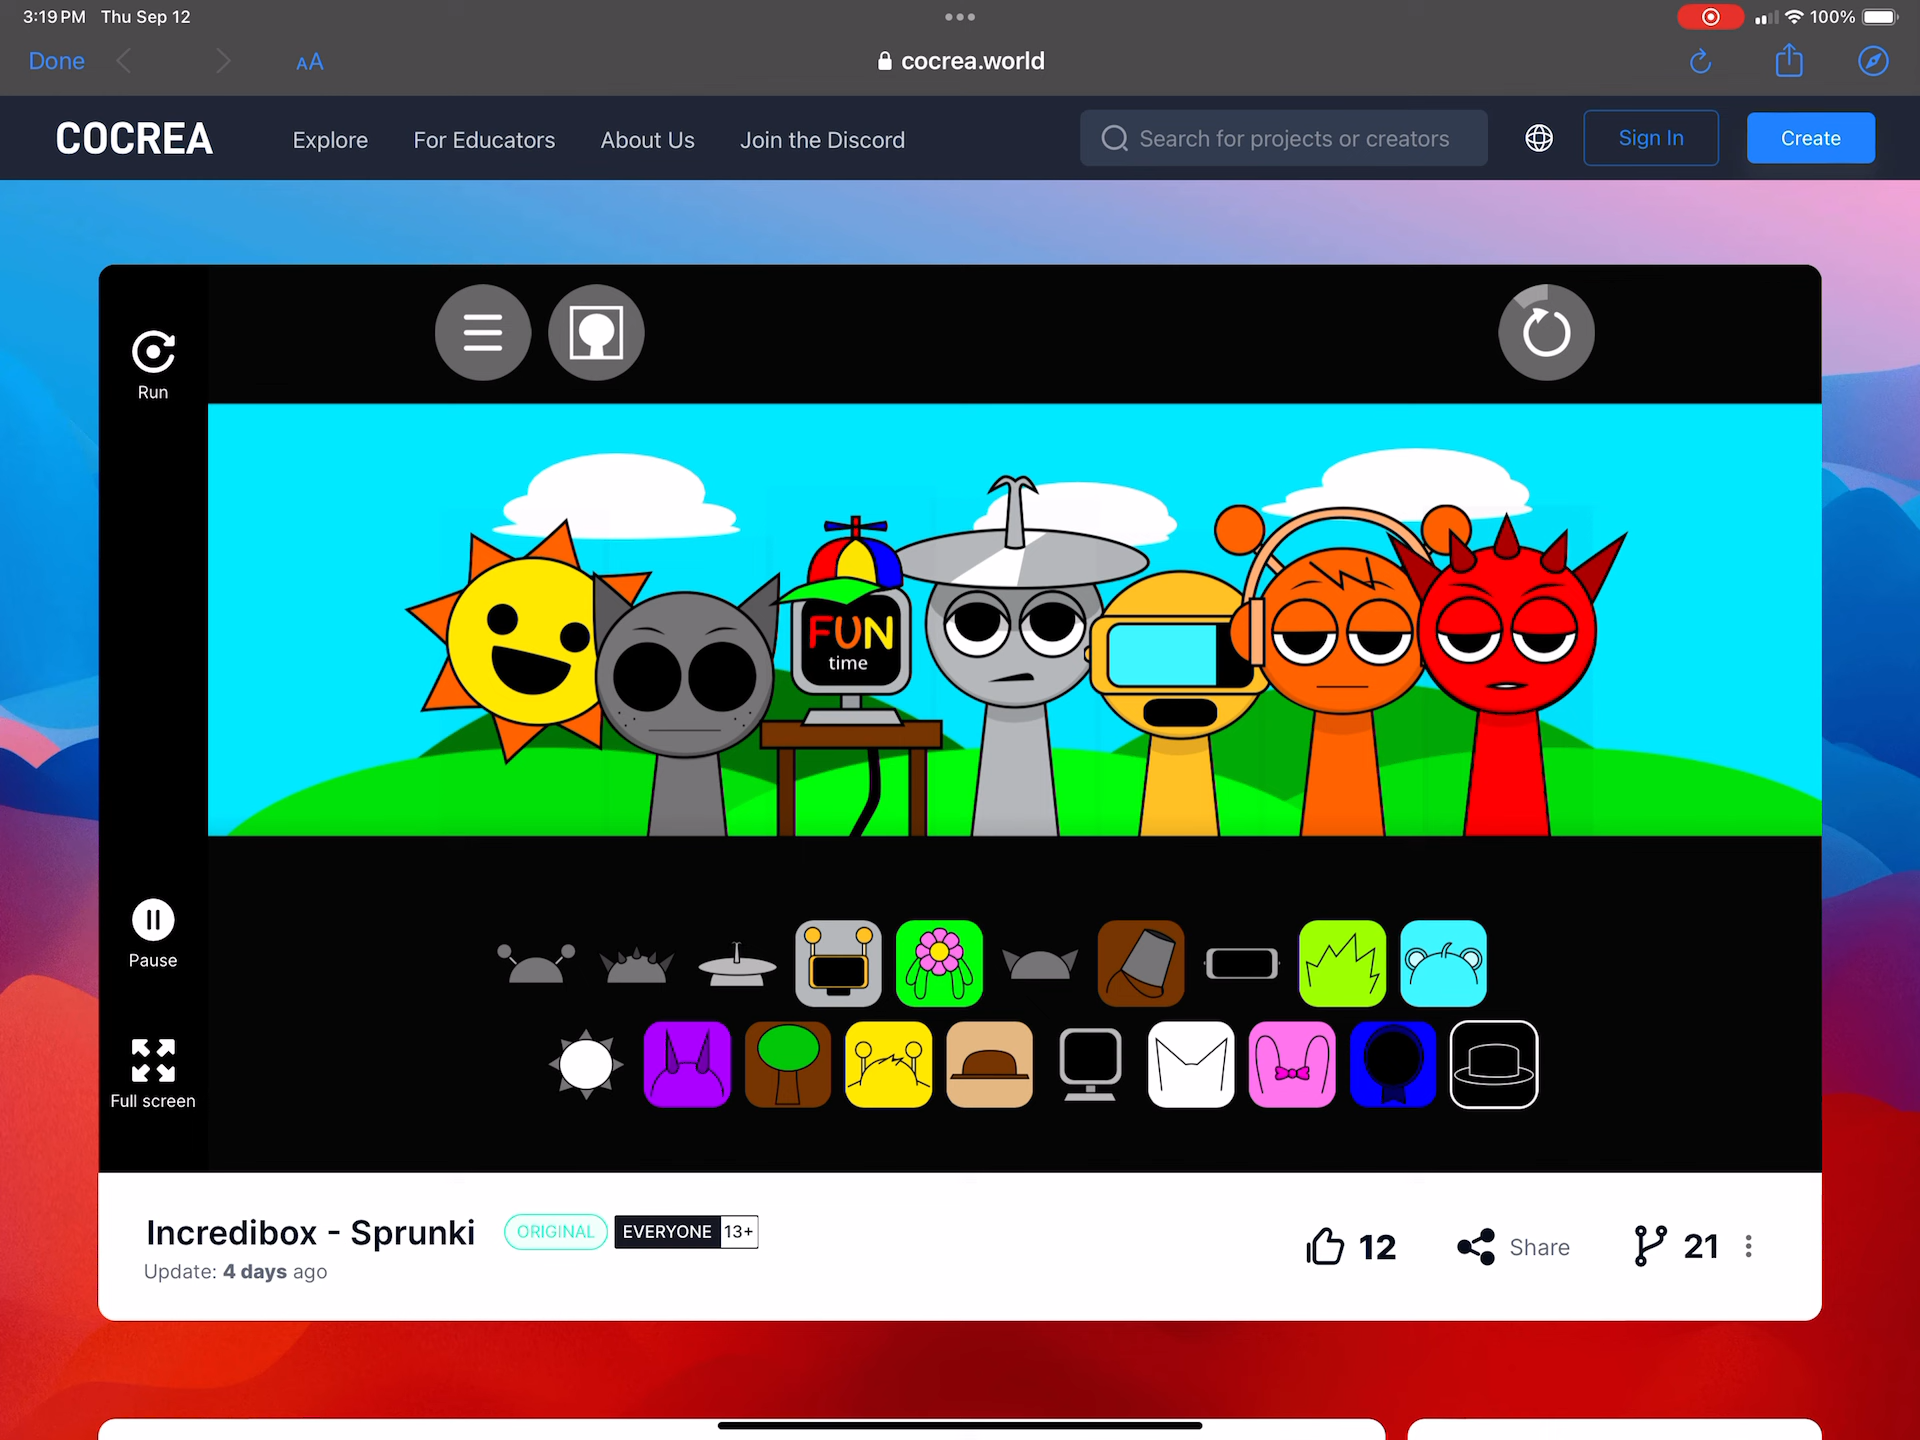 3:19 PM Thu Sep 12
100%
Done
AA
cocrea.world
COCREA
Explore
For Educators
About Us
Join the Discord
Search for projects or creators
Sign In
Create
Run
FUN
time
Pause
Full screen
Incredibox - Sprunki
ORIGINAL
EVERYONE 13+
12
Share
21
Update: 4 days ago